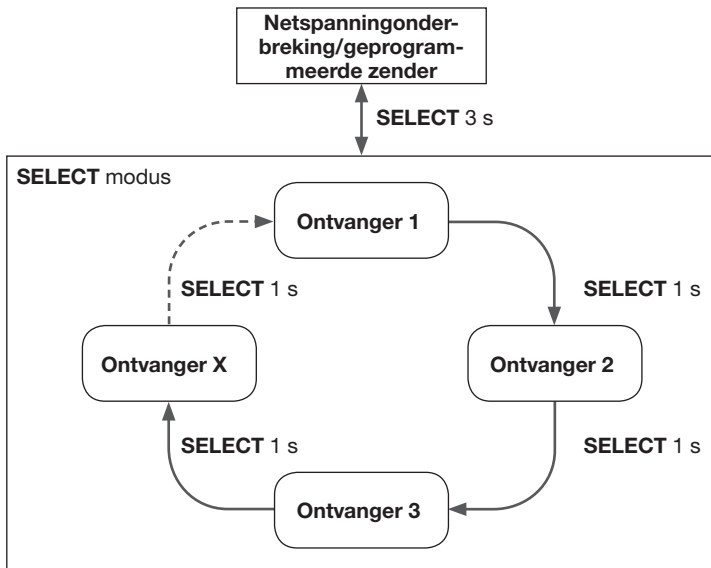 Netspanningonder-
breking/geprogram-
meerde zender
SELECT 3 s
SELECT modus
Ontvanger 1
SELECT 1 s
SELECT 1 s
Ontvanger X
Ontvanger 2
SELECT 1 s
SELECT 1 s
Ontvanger 3